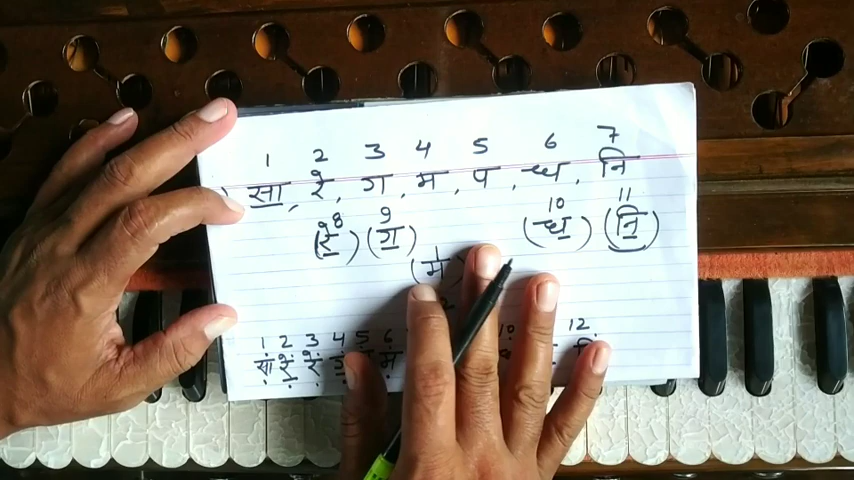 1 2 3 4 5 6 7
सा, रे, ग, म, प, ध, नि
8 9 10 11
(रे॒) (ग॒) (ध॒) (नि॒)
(म॑)
2
1 2 3 4 5 6 10 12
सा रे॒ रे म